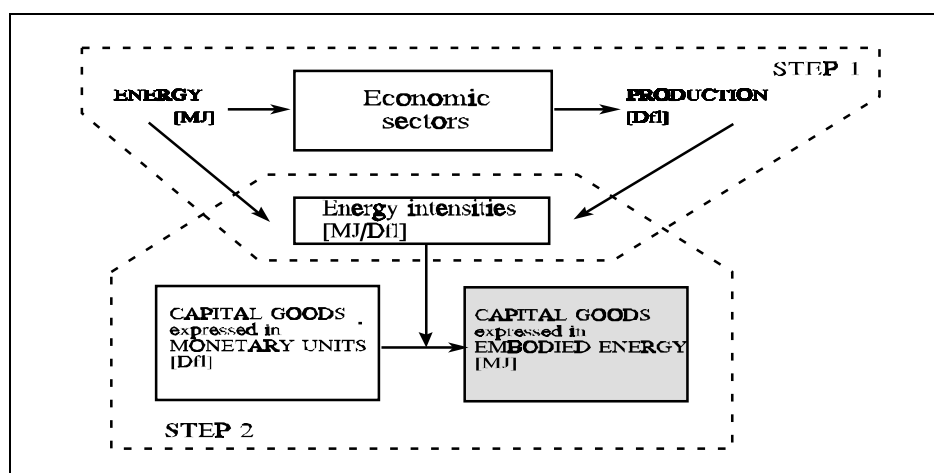 STEP 1
ENERGY
[MJ]
Economic
sectors
PRODUCTION
[Dfl]
Energy intensities
[MJ/Dfl]
CAPITAL GOODS
expressed in
MONETARY UNITS
[Dfl]
CAPITAL GOODS
expressed in
EMBODIED ENERGY
[MJ]
STEP 2